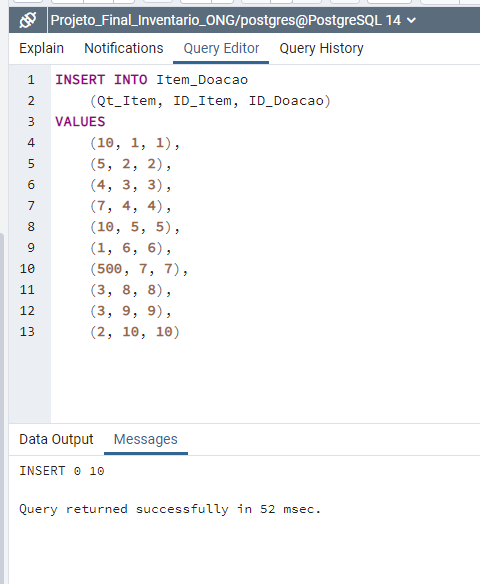 Projeto_Final_Inventario_ONG/postgres@PostgreSQL 14
Explain Notifications Query Editor Query History
1 INSERT INTO Item_Doacao
2 (Qt_Item, ID_Item, ID_Doacao)
3 VALUES
4 (10, 1, 1),
5 (5, 2, 2),
6 (4, 3, 3),
7 (7, 4, 4),
8 (10, 5, 5),
9 (1, 6, 6),
10 (500, 7, 7),
11 (3, 8, 8),
12 (3, 9, 9),
13 (2, 10, 10)
Data Output Messages
INSERT 0 10
Query returned successfully in 52 msec.